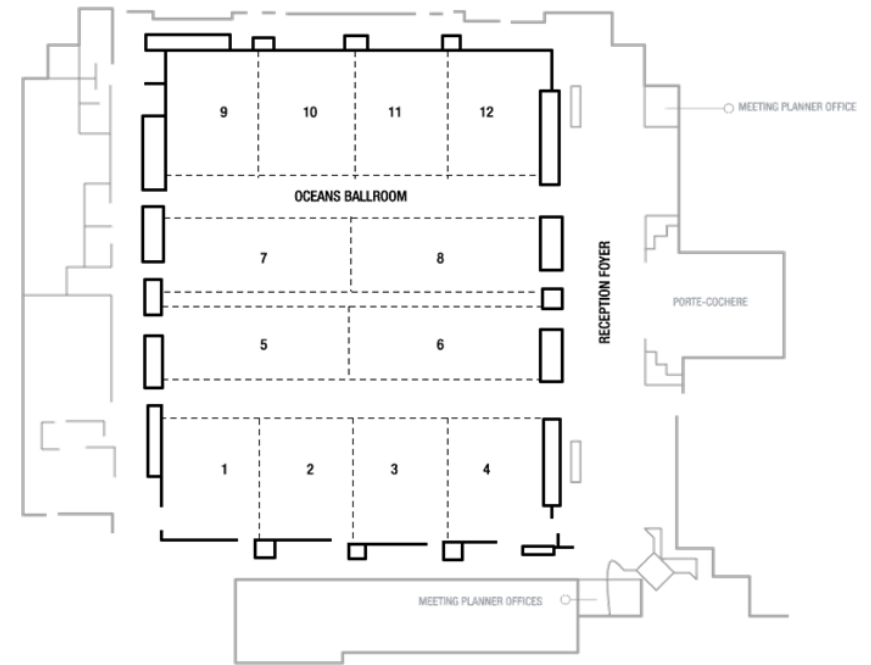 9 10 11 12
MEETING PLANNER OFFICE
OCEANS BALLROOM
7 8
RECEPTION FOYER
PORTE-COCHERE
5 6
1 2 3 4
MEETING PLANNER OFFICES